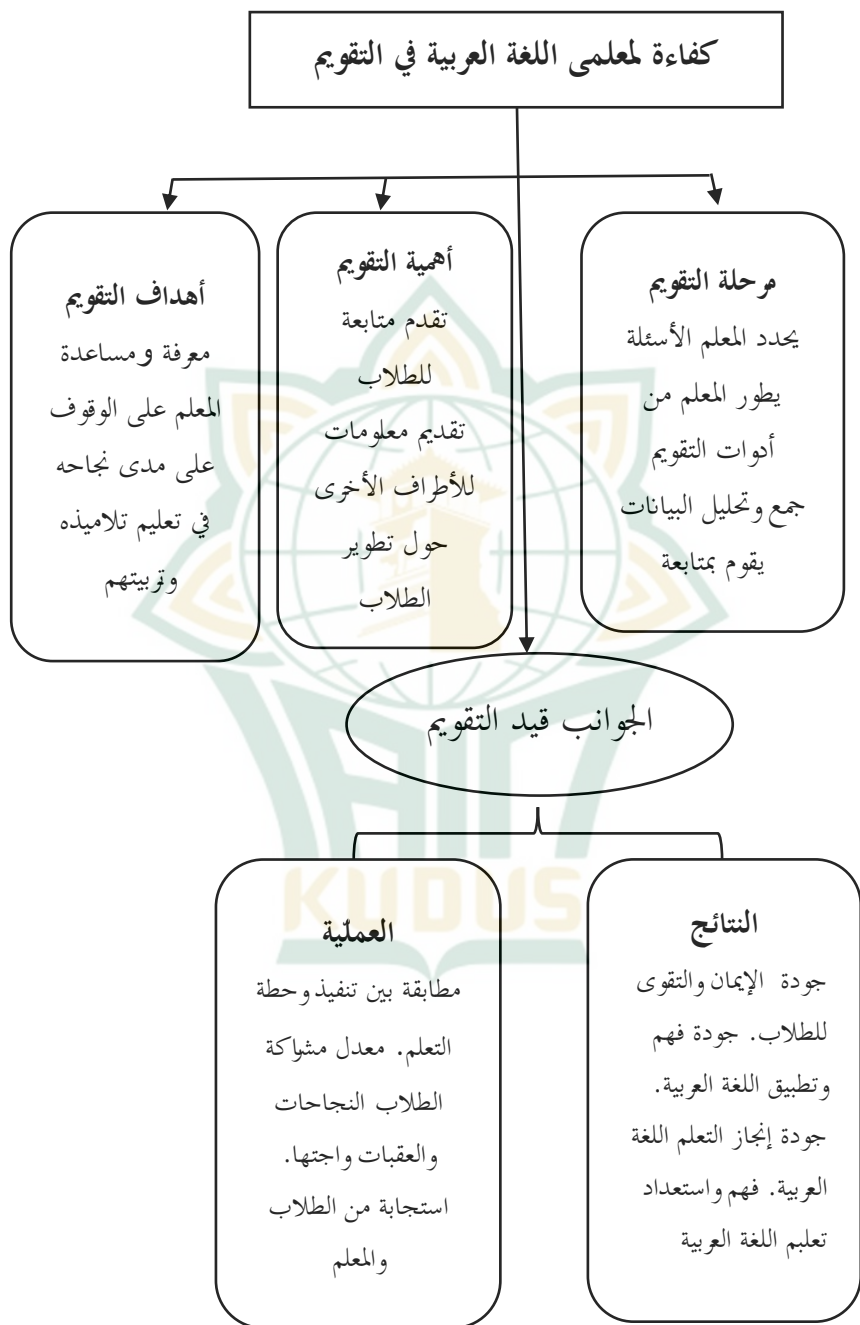 كفاءة لمعلمى اللغة العربية في التقويم
مرحلة التقويم
يحدد المعلم الأسئلة
يطور المعلم من
أدوات التقويم
جمع وتحليل البيانات
يقوم بمتابعة
أهمية التقويم
تقدم متابعة
للطلاب
تقديم معلومات
للأطراف الأخرى
حول تطوير
الطلاب
أهداف التقويم
معرفة ومساعدة
المعلم على الوقوف
على مدى نجاحه
في تعليم تلاميذه
وتربيتهم
الجوانب قيد التقويم
النتائج
جودة الإيمان والتقوى
للطلاب. جودة فهم
وتطبيق اللغة العربية.
جودة إنجاز التعلم اللغة
العربية. فهم واستعداد
تعلبم اللغة العربية
العملية
مطابقة بين تنفيذ وحطة
التعلم. معدل مشاكة
الطلاب النجاحات
والعقبات واجتها.
استجابة من الطلاب
والمعلم
KUDUS